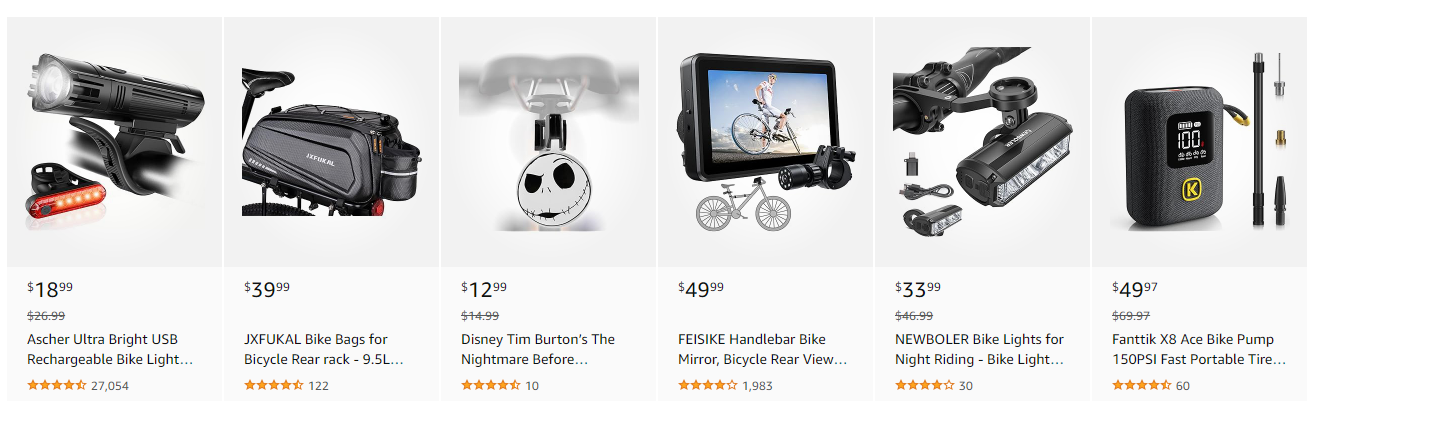 JXFUKAL
NEWBOLER
100
K
$18.99
$26.99
Ascher Ultra Bright USB
Rechargeable Bike Light…
27,054
$39.99
JXFUKAL Bike Bags for
Bicycle Rear rack - 9.5L…
122
$12.99
$14.99
Disney Tim Burton's The
Nightmare Before…
10
$49.99
FEISIKE Handlebar Bike
Mirror, Bicycle Rear View…
1,983
$33.99
$46.99
NEWBOLER Bike Lights for
Night Riding - Bike Light…
30
$49.97
$69.97
Fanttik X8 Ace Bike Pump
150PSI Fast Portable Tire…
60